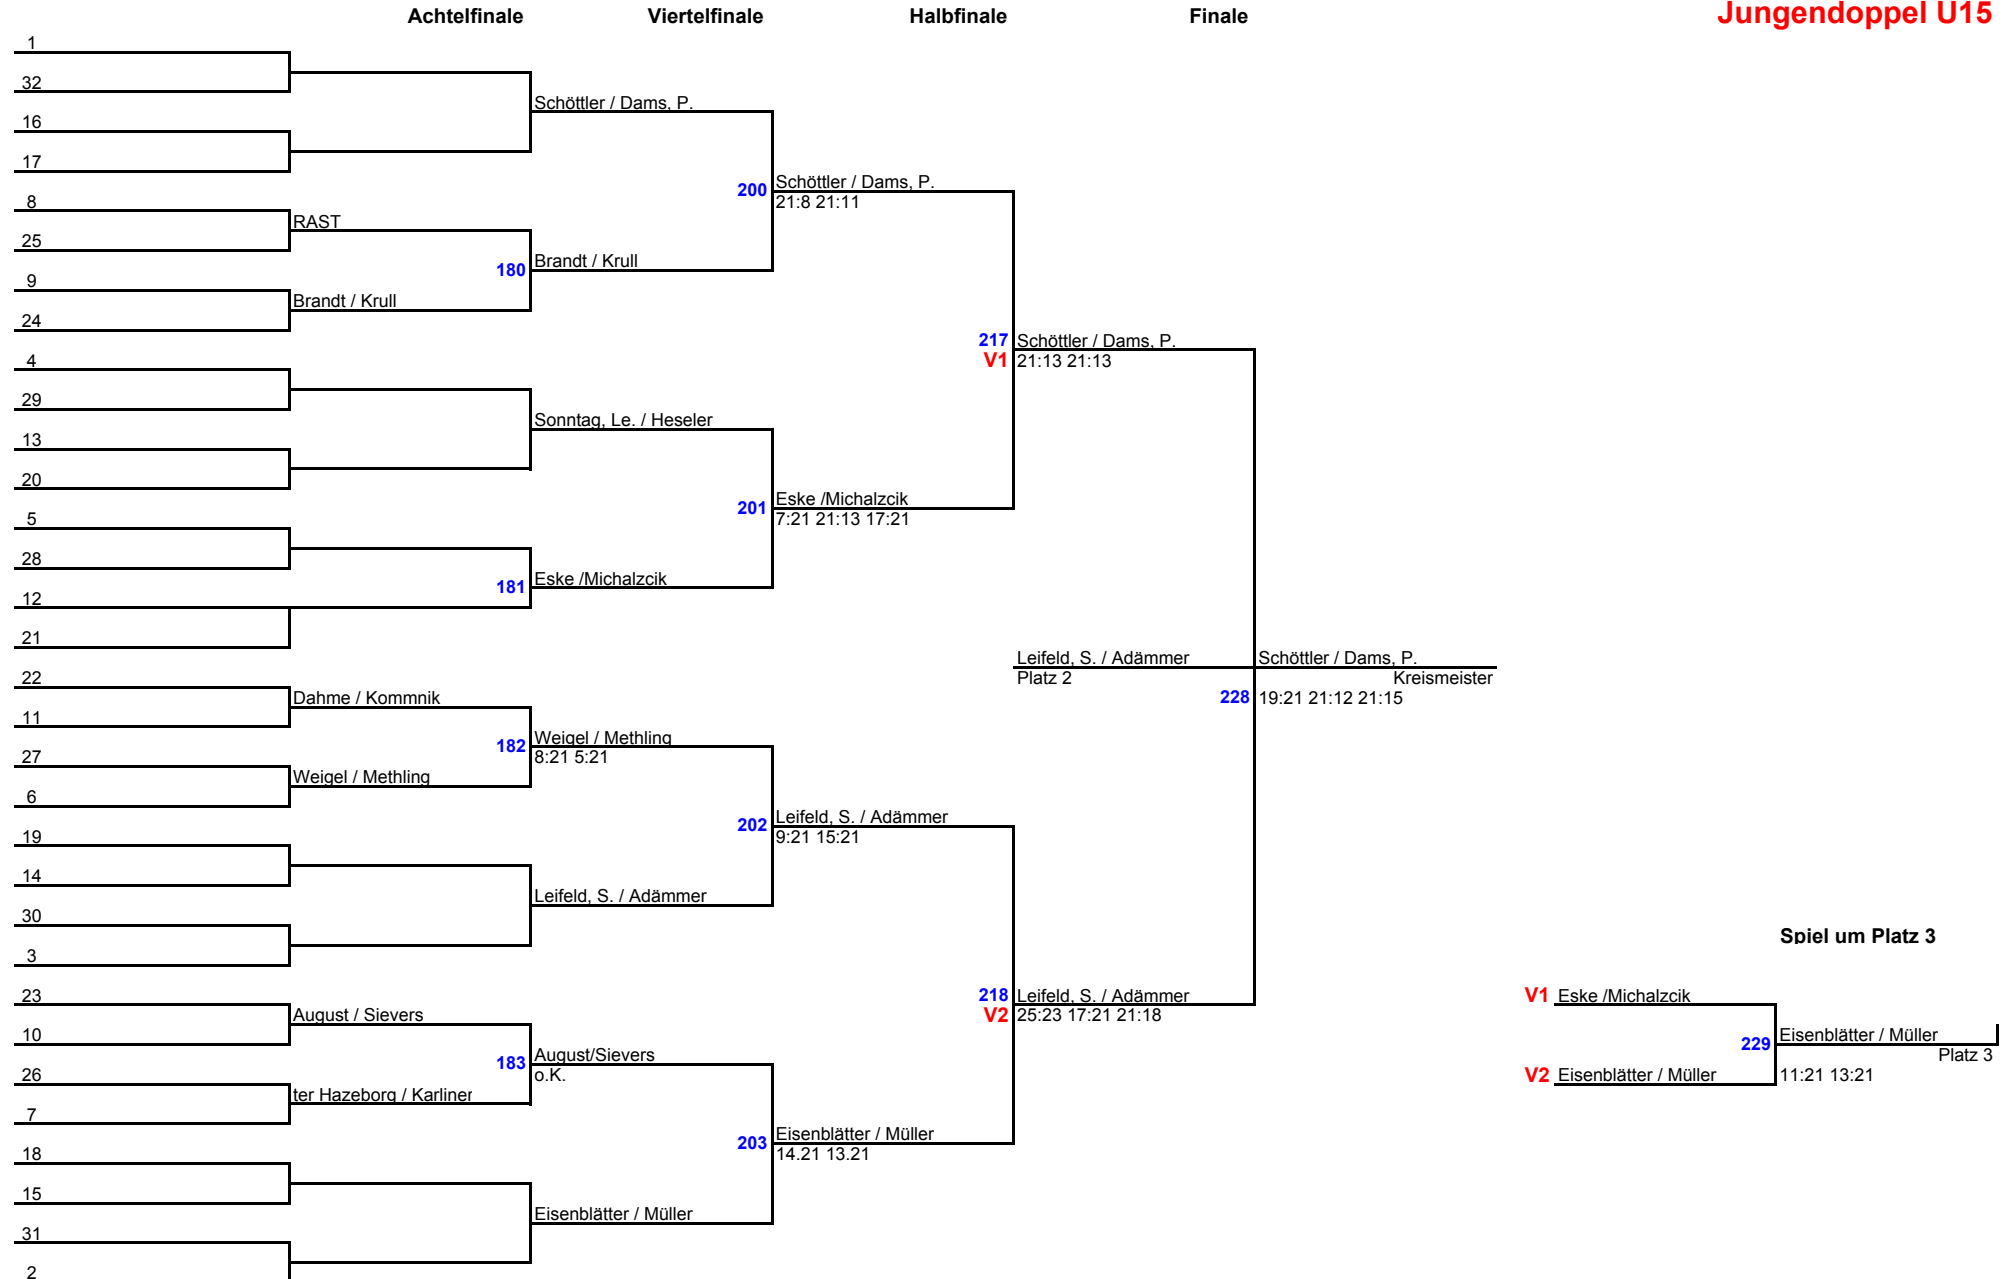 Achtelfinale Viertelfinale Halbfinale Finale Jungendoppel U15
1
32
Schöttler / Dams, P.
16
17
200 Schöttler / Dams, P.
21:8 21:11
8
RAST
25
180 Brandt / Krull
9
Brandt / Krull
24
217 Schöttler / Dams, P.
V1 21:13 21:13
4
29
Sonntag, Le. / Heseler
13
20
201 Eske /Michalzcik
7:21 21:13 17:21
5
28
181 Eske /Michalzcik
12
21
Leifeld, S. / Adämmer Schöttler / Dams, P.
Platz 2 Kreismeister
228 19:21 21:12 21:15
22
Dahme / Kommnik
11
182 Weigel / Methling
8:21 5:21
27
Weigel / Methling
6
202 Leifeld, S. / Adämmer
9:21 15:21
19
14
Leifeld, S. / Adämmer
30
3
Spiel um Platz 3
23
218 Leifeld, S. / Adämmer
V2 25:23 17:21 21:18
V1 Eske /Michalzcik
August / Sievers
10
229 Eisenblätter / Müller
Platz 3
183 August/Sievers
o.K.
26
V2 Eisenblätter / Müller 11:21 13:21
ter Hazeborg / Karliner
7
203 Eisenblätter / Müller
14.21 13.21
18
15
Eisenblätter / Müller
31
2